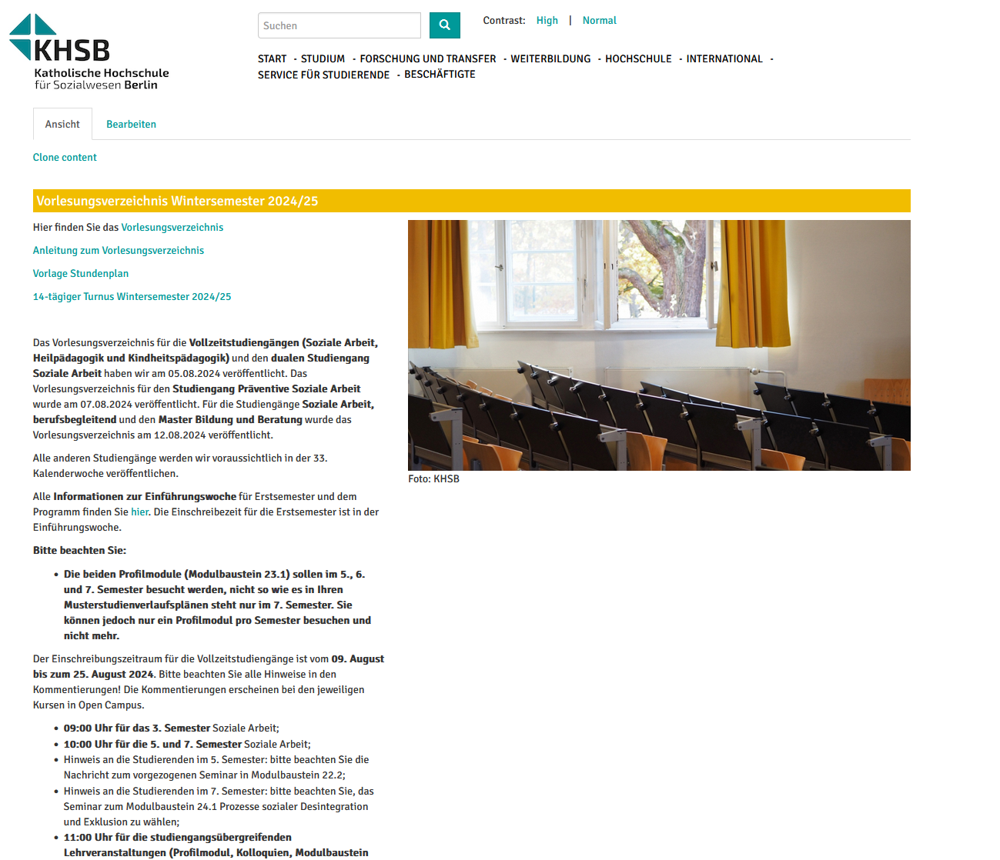 KHSB
Katholische Hochschule
für Sozialwesen Berlin
Suchen
Contrast: High | Normal
START - STUDIUM - FORSCHUNG UND TRANSFER - WEITERBILDUNG - HOCHSCHULE - INTERNATIONAL -
SERVICE FÜR STUDIERENDE - BESCHÄFTIGTE
Ansicht Bearbeiten
Clone content
Vorlesungsverzeichnis Wintersemester 2024/25
Hier finden Sie das Vorlesungsverzeichnis
Anleitung zum Vorlesungsverzeichnis
Vorlage Stundenplan
14-tägiger Turnus Wintersemester 2024/25
Das Vorlesungsverzeichnis für die Vollzeitstudiengängen (Soziale Arbeit,
Heilpädagogik und Kindheitspädagogik) und den dualen Studiengang
Soziale Arbeit haben wir am 05.08.2024 veröffentlicht. Das
Vorlesungsverzeichnis für den Studiengang Präventive Soziale Arbeit
wurde am 07.08.2024 veröffentlicht. Für die Studiengänge Soziale Arbeit,
berufsbegleitend und den Master Bildung und Beratung wurde das
Vorlesungsverzeichnis am 12.08.2024 veröffentlicht.
Alle anderen Studiengänge werden wir voraussichtlich in der 33.
Kalenderwoche veröffentlichen.
Alle Informationen zur Einführungswoche für Erstsemester und dem
Programm finden Sie hier. Die Einschreibezeit für die Erstsemester ist in der
Einführungswoche.
Bitte beachten Sie:
• Die beiden Profilmodule (Modulbaustein 23.1) sollen im 5., 6.
und 7. Semester besucht werden, nicht so wie es in Ihren
Musterstudienverlaufsplänen steht nur im 7. Semester. Sie
können jedoch nur ein Profilmodul pro Semester besuchen und
nicht mehr.
Der Einschreibungszeitraum für die Vollzeitstudiengänge ist vom 09. August
bis zum 25. August 2024. Bitte beachten Sie alle Hinweise in den
Kommentierungen! Die Kommentierungen erscheinen bei den jeweiligen
Kursen in Open Campus.
• 09:00 Uhr für das 3. Semester Soziale Arbeit;
• 10:00 Uhr für die 5. und 7. Semester Soziale Arbeit;
• Hinweis an die Studierenden im 5. Semester: bitte beachten Sie die
Nachricht zum vorgezogenen Seminar in Modulbaustein 22.2;
• Hinweis an die Studierenden im 7. Semester: bitte beachten Sie, das
Seminar zum Modulbaustein 24.1 Prozesse sozialer Desintegration
und Exklusion zu wählen;
• 11:00 Uhr für die studiengangsübergreifenden
Lehrveranstaltungen (Profilmodul, Kolloquien, Modulbaustein
Foto: KHSB